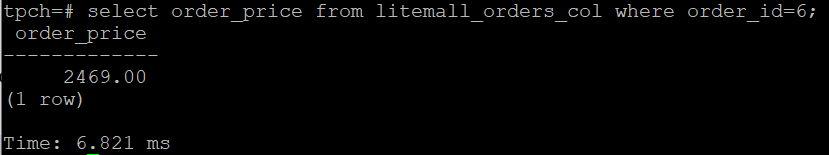 tpch=# select order_price from litemall_orders_col where order_id=6;
 order_price
-------------
     2469.00
(1 row)

Time: 6.821 ms